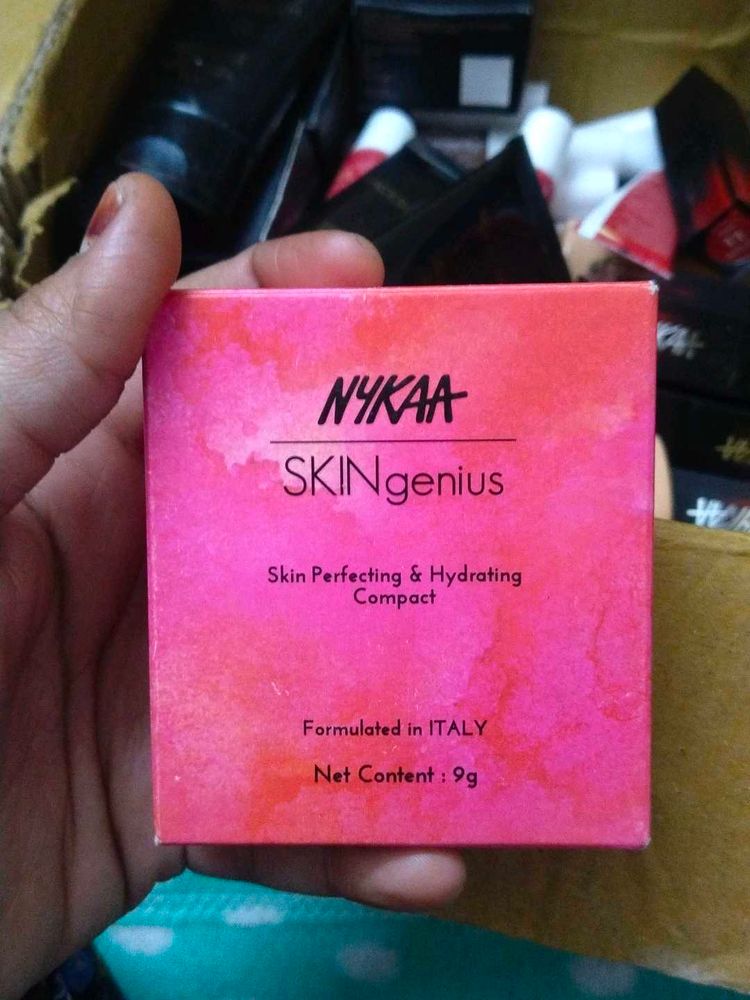 NYKAA
SKINgenius
Skin Perfecting & Hydrating
Compact
Formulated in ITALY
Net Content : 9g